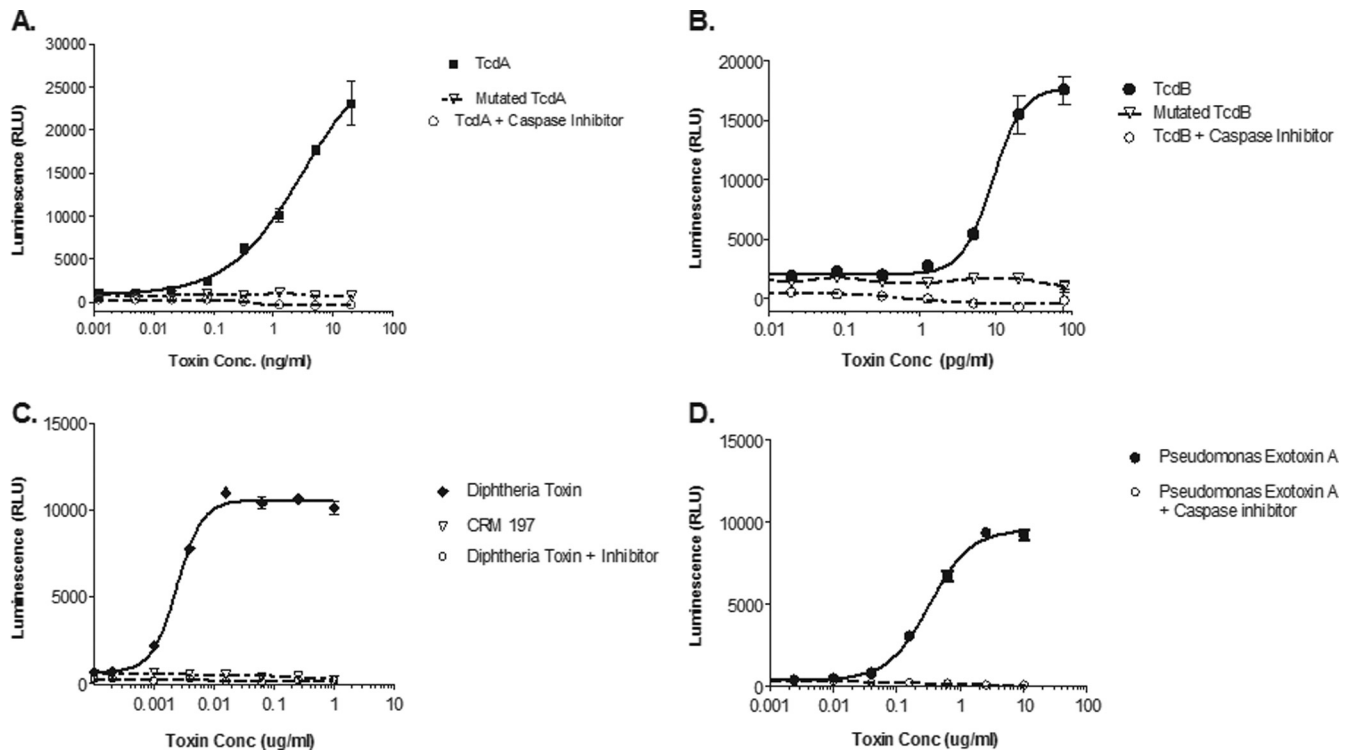 A.
30000
25000
20000
15000
10000
5000
0
Luminescence (RLU)
0.001 0.01 0.1 1 10 100
Toxin Conc. (ng/ml)
TcdA
Mutated TcdA
TcdA + Caspase Inhibitor
B.
20000
15000
10000
5000
0
Luminescence (RLU)
0.01 0.1 1 10 100
Toxin Conc (pg/ml)
TcdB
Mutated TcdB
TcdB + Caspase Inhibitor
C.
15000
10000
5000
0
Luminescence (RLU)
0.001 0.01 0.1 1 10
Toxin Conc (ug/ml)
Diphtheria Toxin
CRM 197
Diphtheria Toxin + Inhibitor
D.
15000
10000
5000
0
Luminescence (RLU)
0.001 0.01 0.1 1 10 100
Toxin Conc (ug/ml)
Pseudomonas Exotoxin A
Pseudomonas Exotoxin A
+ Caspase inhibitor